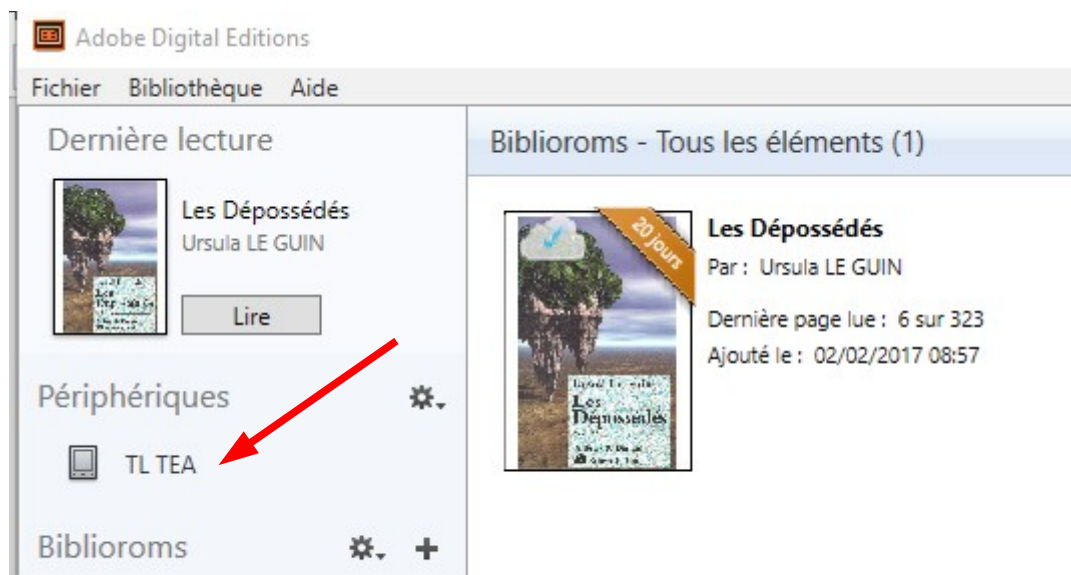 Adobe Digital Editions
Fichier Bibliothèque Aide
Dernière lecture
Les Dépossédés
Ursula LE GUIN
Lire
Périphériques
TL TEA
Biblioroms
Biblioroms - Tous les éléments (1)
20 jours
Les Dépossédés
Par : Ursula LE GUIN
Dernière page lue : 6 sur 323
Ajouté le : 02/02/2017 08:57
Les
Dépossédés